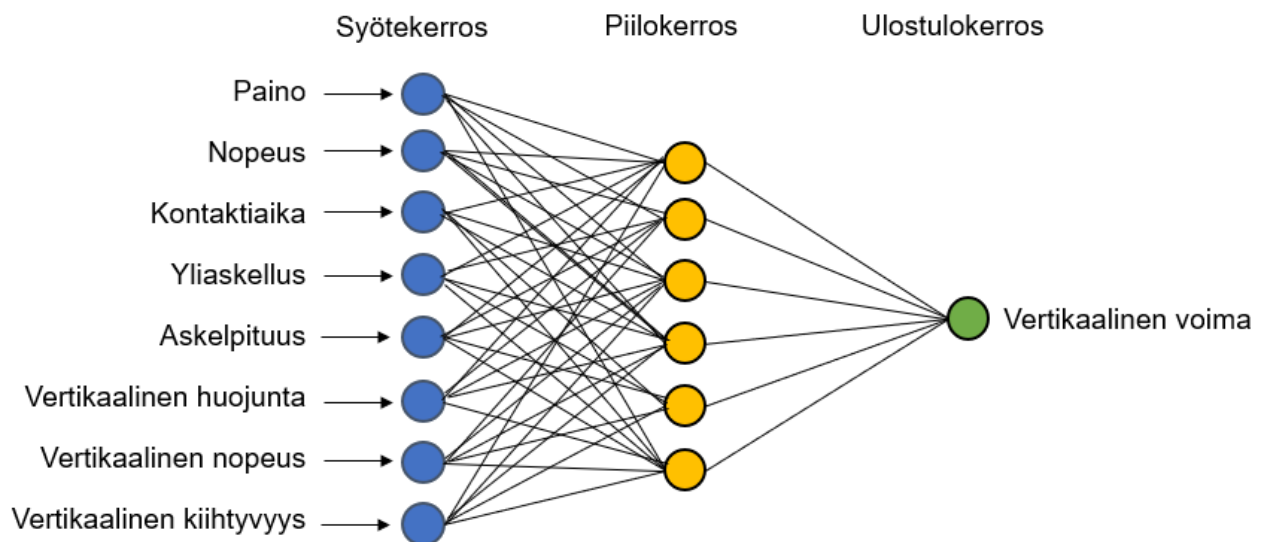 Syötekerros
Piilokerros
Ulostulokerros
Paino
Nopeus
Kontaktiaika
Yliaskellus
Askelpituus
Vertikaalinen huojunta
Vertikaalinen nopeus
Vertikaalinen kiihtyvyys
Vertikaalinen voima